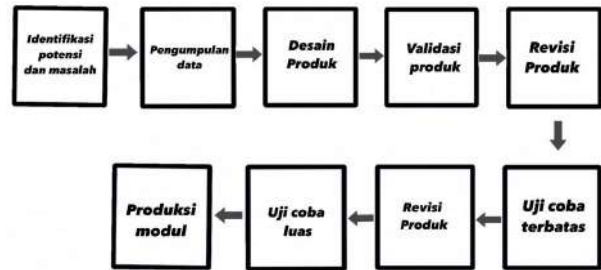 Identifikasi
potensi
dan masalah
Pengumpulan
data
Desain
Produk
Validasi
produk
Revisi
Produk
Uji coba
terbatas
Revisi
Produk
Uji coba
luas
Produksi
modul